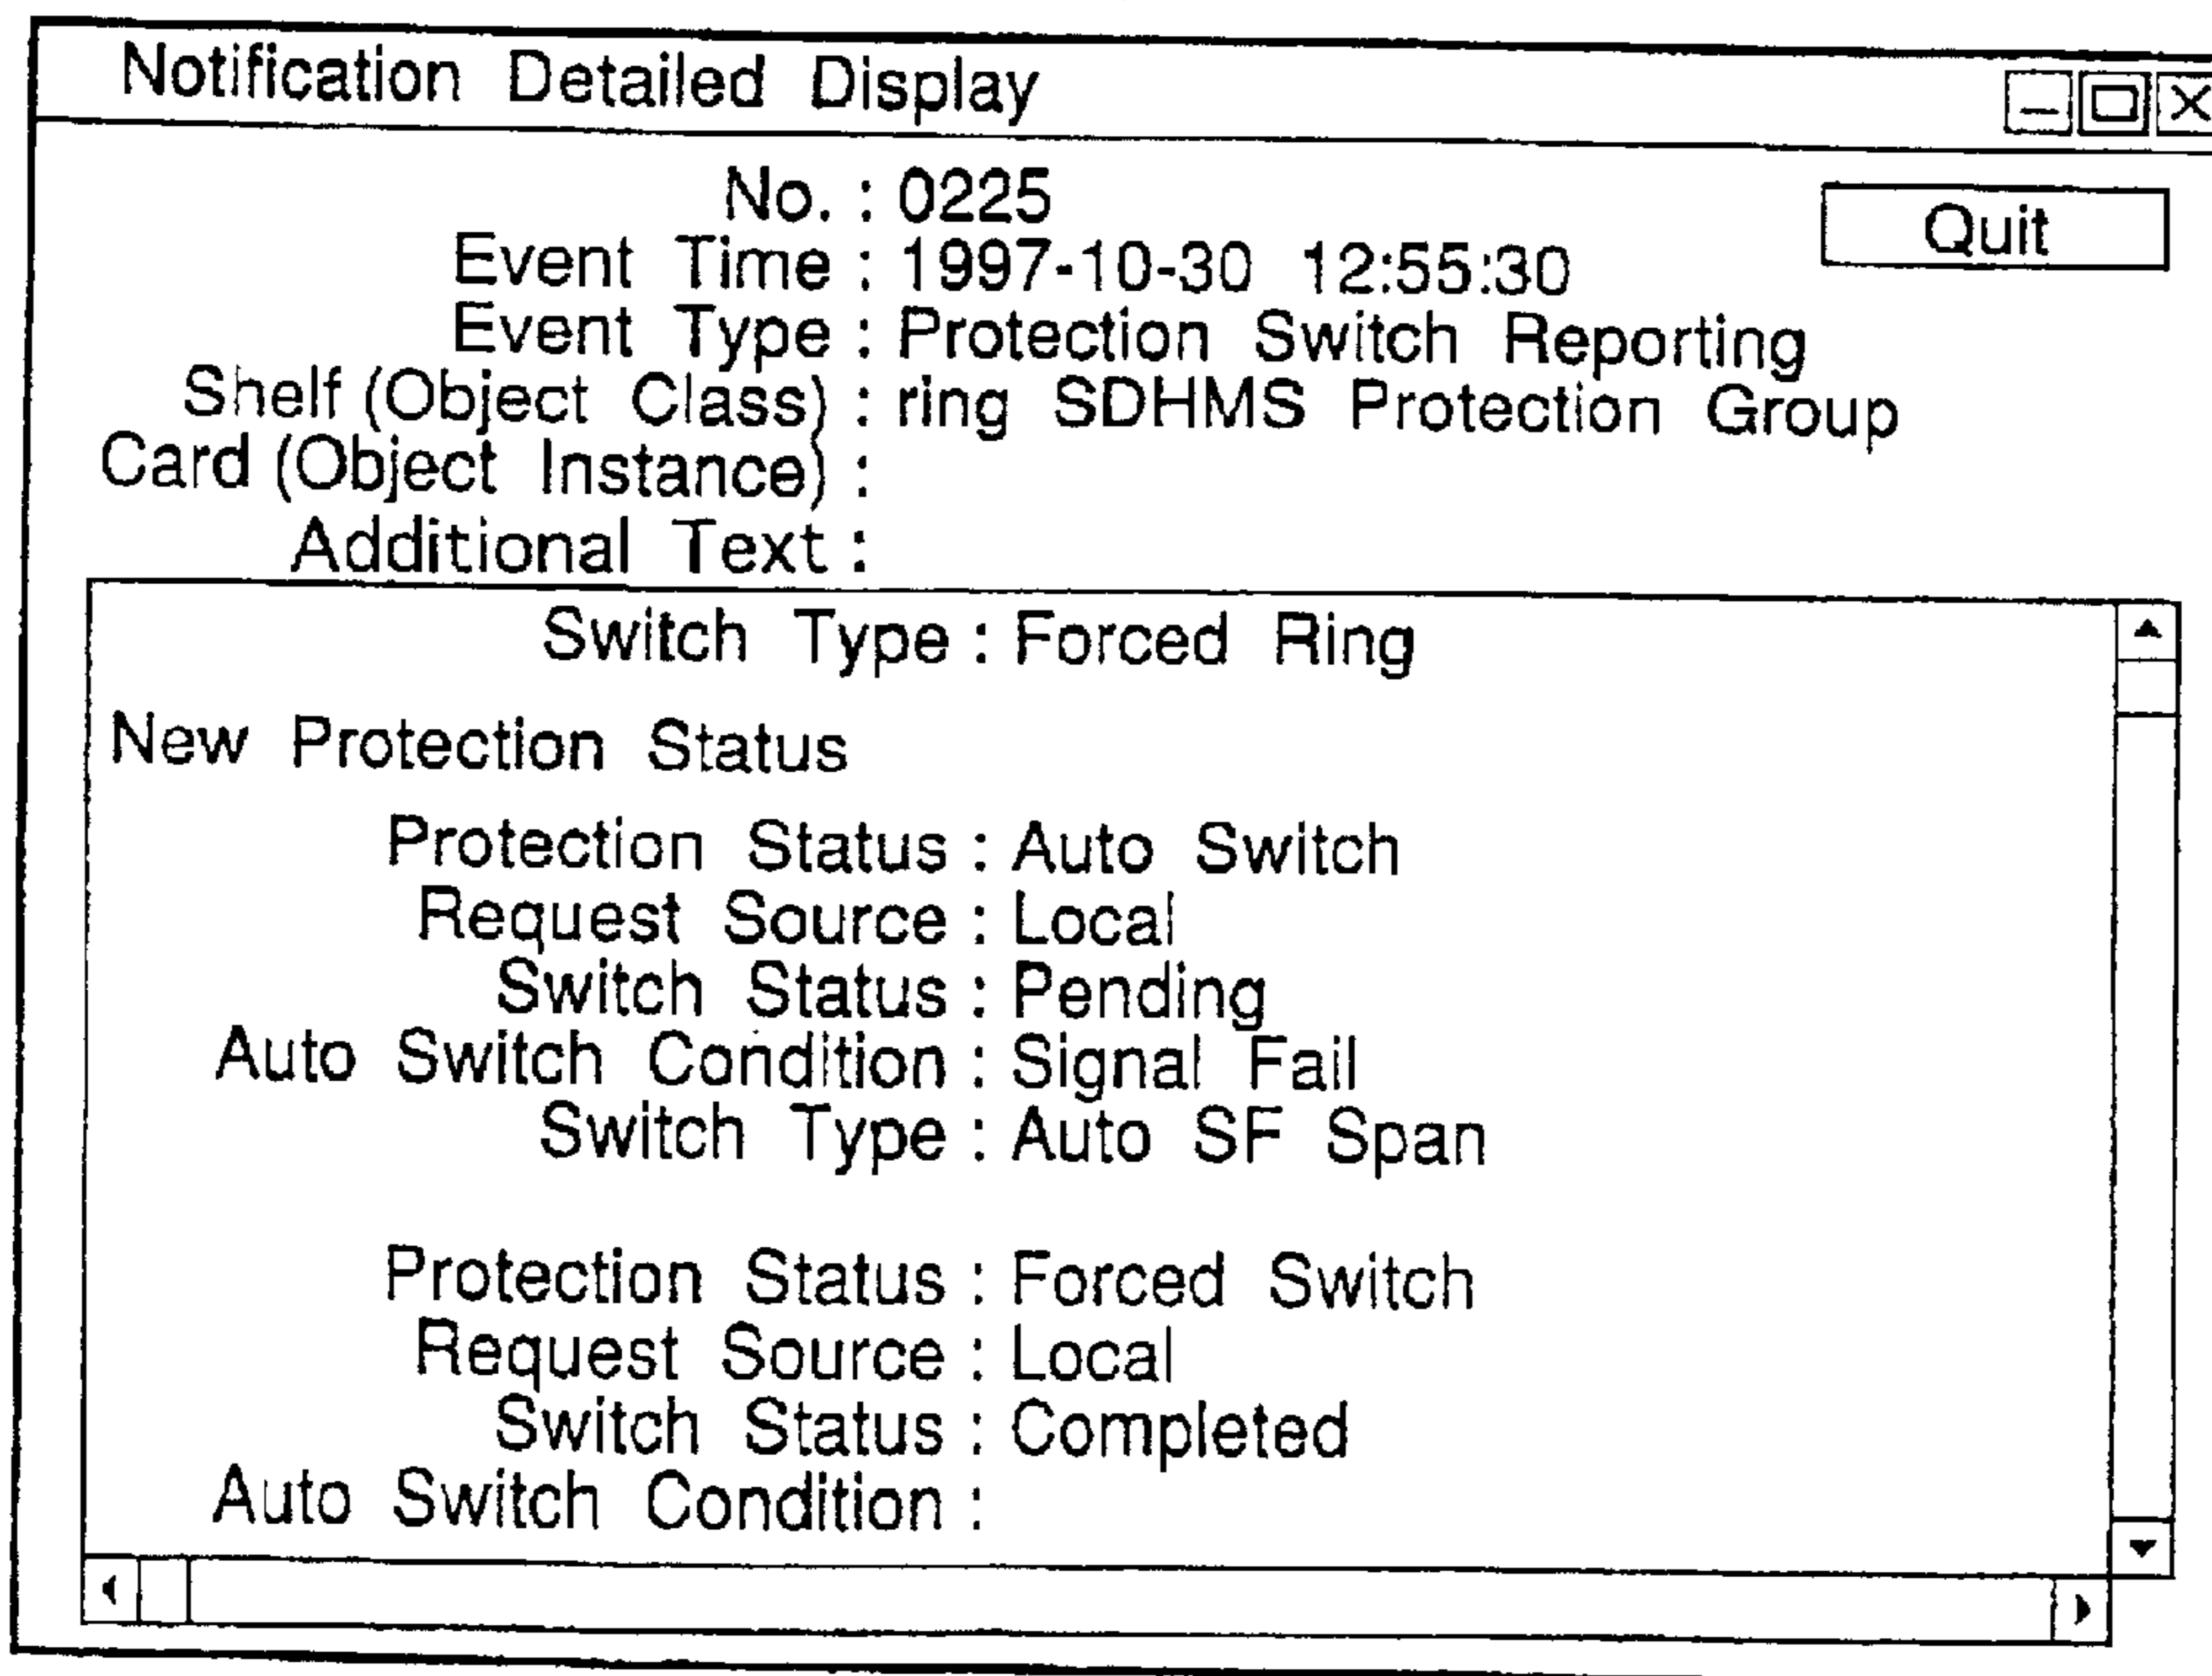 Notification Detailed Display
No. : 0225
Quit
Event Time : 1997-10-30 12:55:30
Event Type : Protection Switch Reporting
Shelf (Object Class) : ring SDHMS Protection Group
Card (Object Instance) :
Additional Text :
Switch Type : Forced Ring
New Protection Status
Protection Status : Auto Switch
Request Source : Local
Switch Status : Pending
Auto Switch Condition : Signal Fail
Switch Type : Auto SF Span
Protection Status : Forced Switch
Request Source : Local
Switch Status : Completed
Auto Switch Condition :